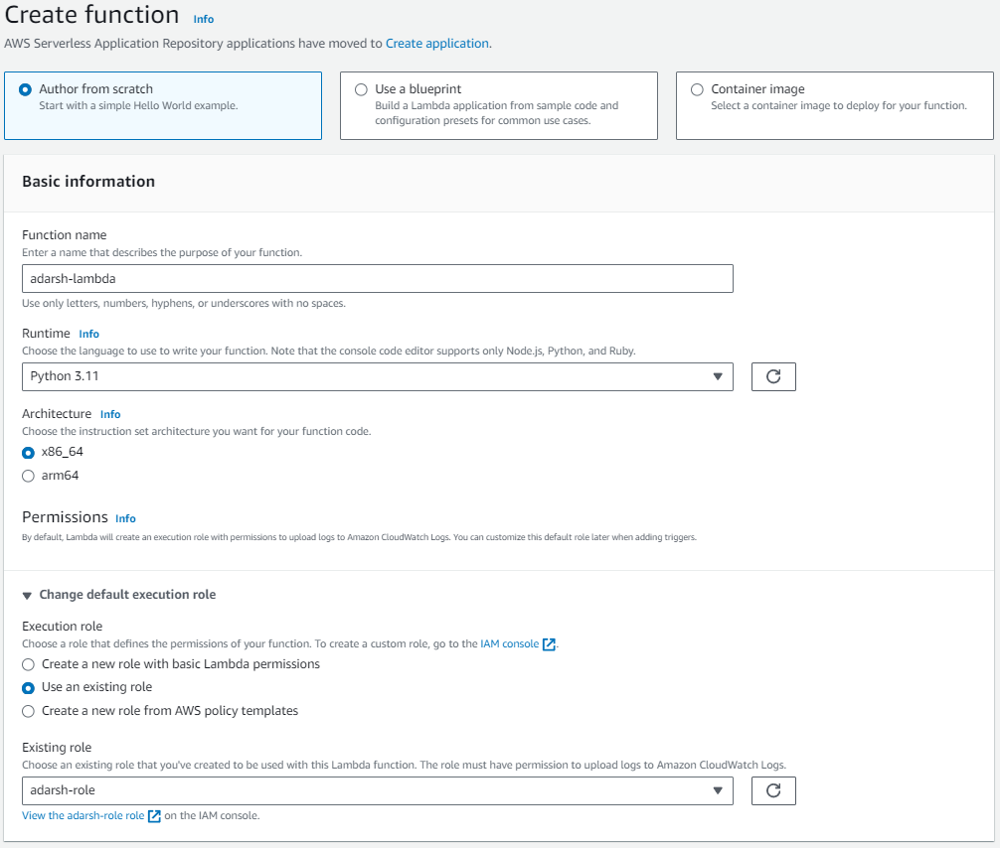 Create function Info
AWS Serverless Application Repository applications have moved to Create application.
Author from scratch
Start with a simple Hello World example.
Use a blueprint
Build a Lambda application from sample code and
configuration presets for common use cases.
Container image
Select a container image to deploy for your function.
Basic information
Function name
Enter a name that describes the purpose of your function.
adarsh-lambda
Use only letters, numbers, hyphens, or underscores with no spaces.
Runtime Info
Choose the language to use to write your function. Note that the console code editor supports only Node.js, Python, and Ruby.
Python 3.11
Architecture Info
Choose the instruction set architecture you want for your function code.
x86_64
arm64
Permissions Info
By default, Lambda will create an execution role with permissions to upload logs to Amazon CloudWatch Logs. You can customize this default role later when adding triggers.
Change default execution role
Execution role
Choose a role that defines the permissions of your function. To create a custom role, go to the IAM console.
Create a new role with basic Lambda permissions
Use an existing role
Create a new role from AWS policy templates
Existing role
Choose an existing role that you've created to be used with this Lambda function. The role must have permission to upload logs to Amazon CloudWatch Logs.
adarsh-role
View the adarsh-role role on the IAM console.